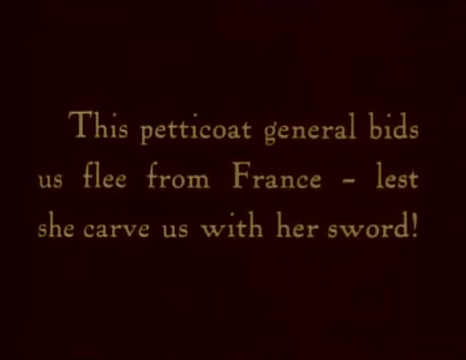 This petticoat general bids
us flee from France - lest
she carve us with her sword!